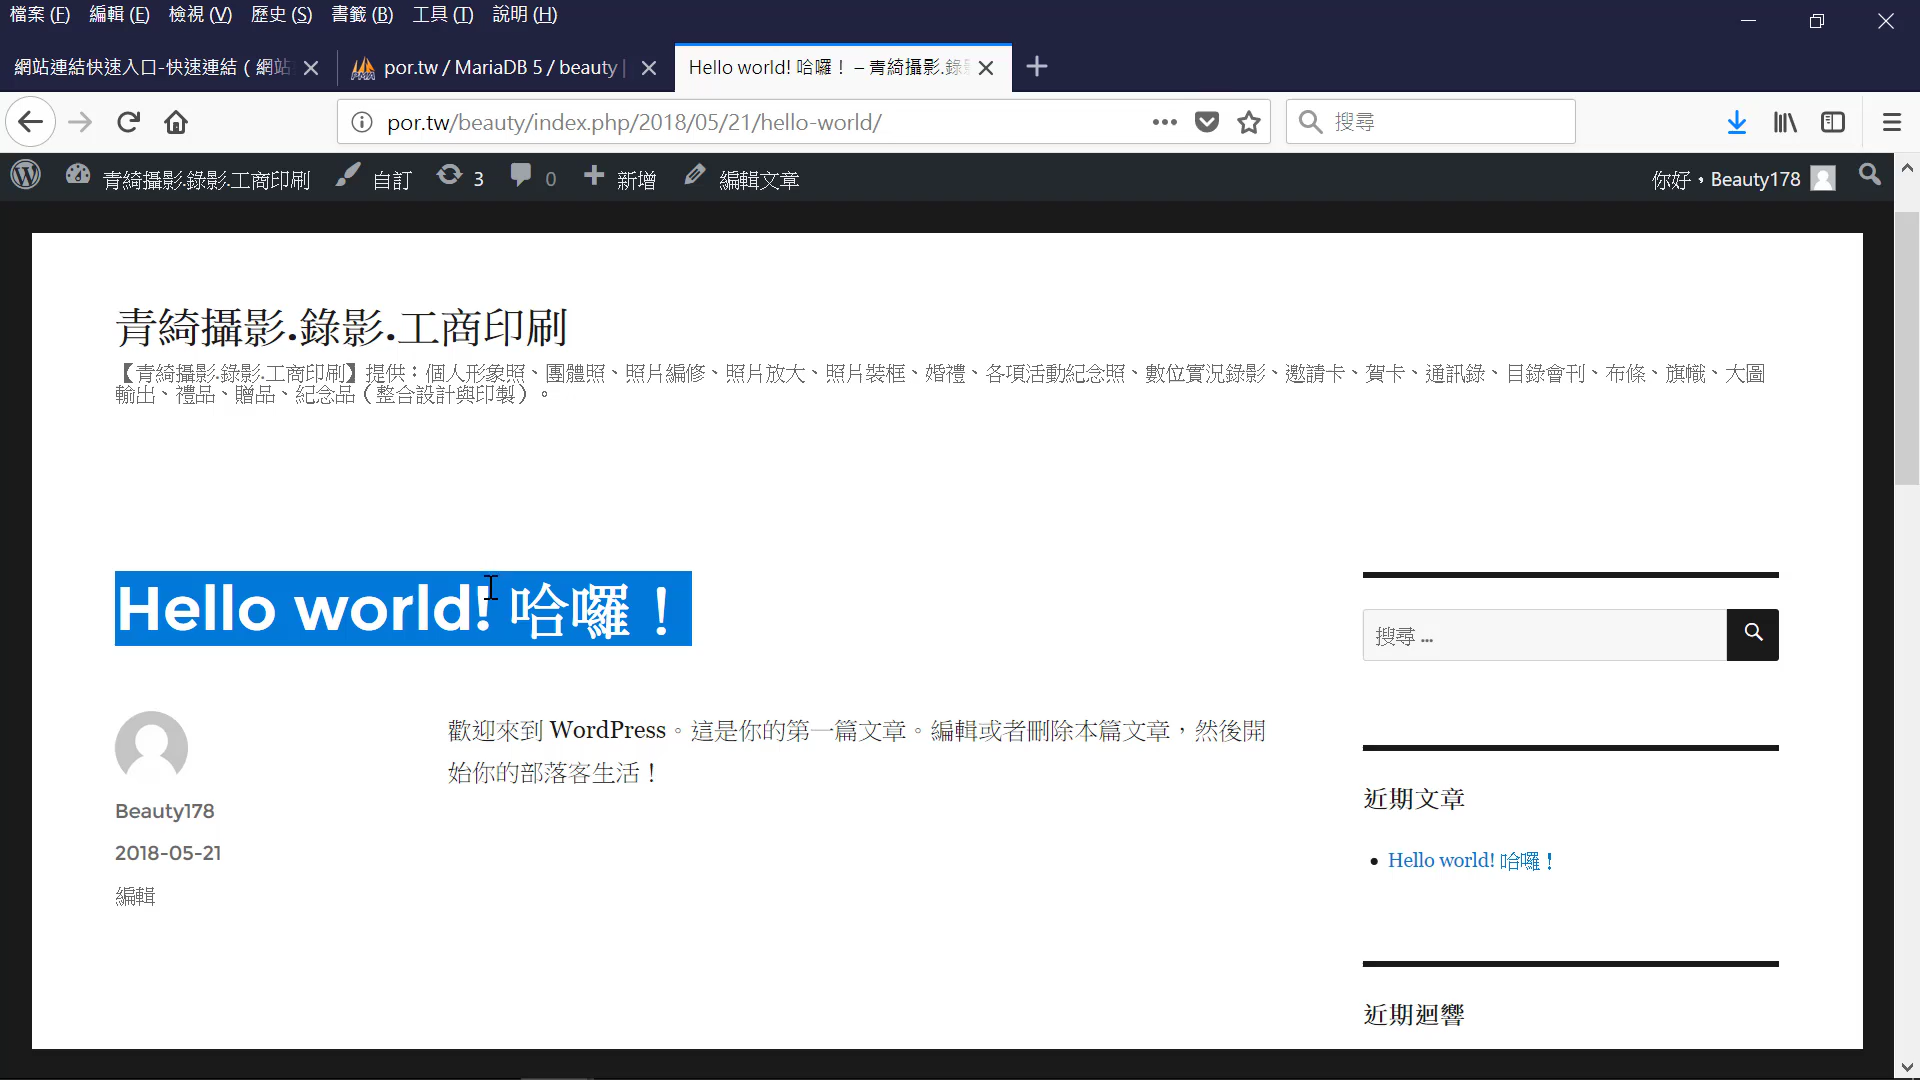 檔案 (F) 編輯 (E) 檢視 (V) 歷史 (S) 書籤 (B) 工具 (T) 說明 (H)
網站連結快速入口-快速連結 ( 網站
por.tw / MariaDB 5 / beauty |
Hello world! 哈囉！ – 青綺攝影.錄
por.tw/beauty/index.php/2018/05/21/hello-world/
搜尋
青綺攝影.錄影.工商印刷 自訂 3 0 新增 編輯文章 你好，Beauty178
青綺攝影.錄影.工商印刷
【青綺攝影.錄影.工商印刷】提供：個人形象照、團體照、照片編修、照片放大、照片裝框、婚禮、各項活動紀念照、數位實況錄影、邀請卡、賀卡、通訊錄、目錄會刊、布條、旗幟、大圖
輸出、禮品、贈品、紀念品（整合設計與印製）。
Hello world! 哈囉！
搜尋 ...
歡迎來到 WordPress。這是你的第一篇文章。編輯或者刪除本篇文章，然後開
始你的部落客生活！
Beauty178
2018-05-21
編輯
近期文章
Hello world! 哈囉！
近期迴響